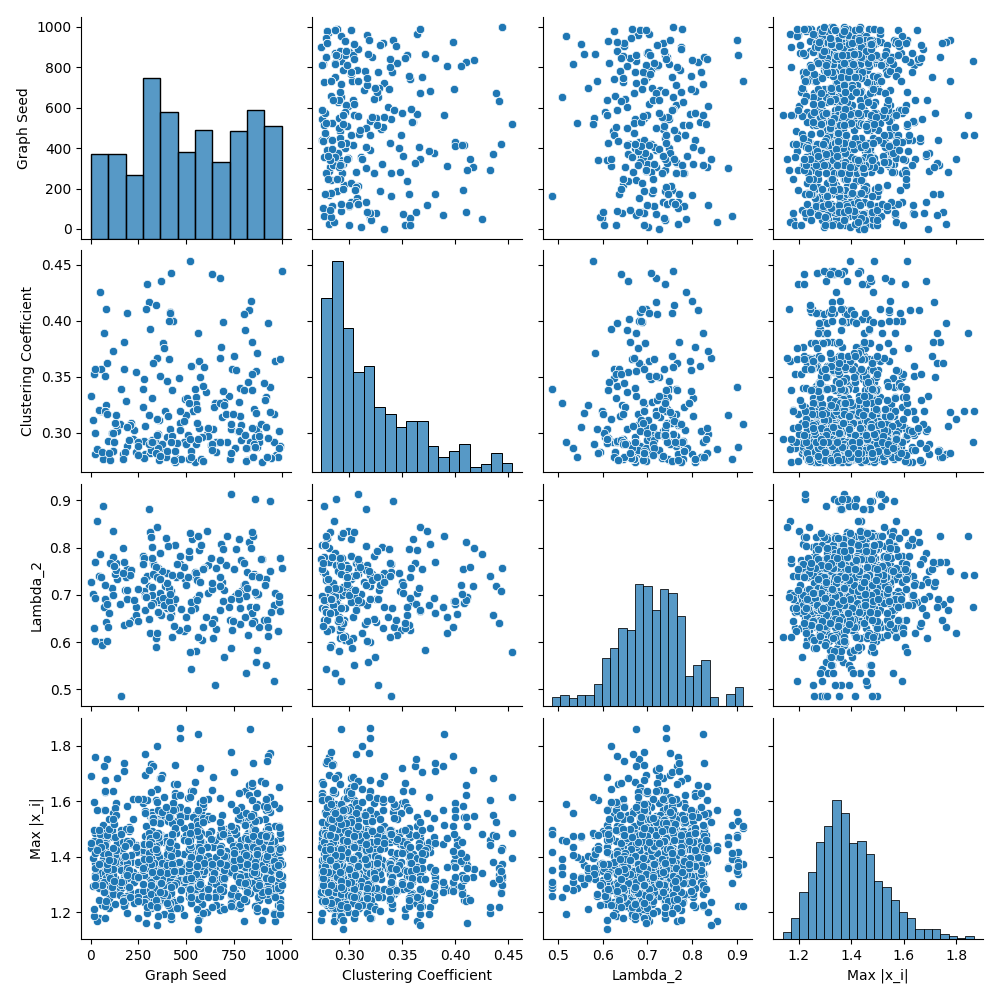 1000
800
600
400
200
0
Graph Seed
0.45
0.40
0.35
0.30
Clustering Coefficient
0.9
0.8
0.7
0.6
0.5
Lambda_2
1.8
1.6
1.4
1.2
Max |x_i|
0 250 500 750 1000
0.30 0.35 0.40 0.45
0.5 0.6 0.7 0.8 0.9
1.2 1.4 1.6 1.8
Graph Seed
Clustering Coefficient
Lambda_2
Max |x_i|